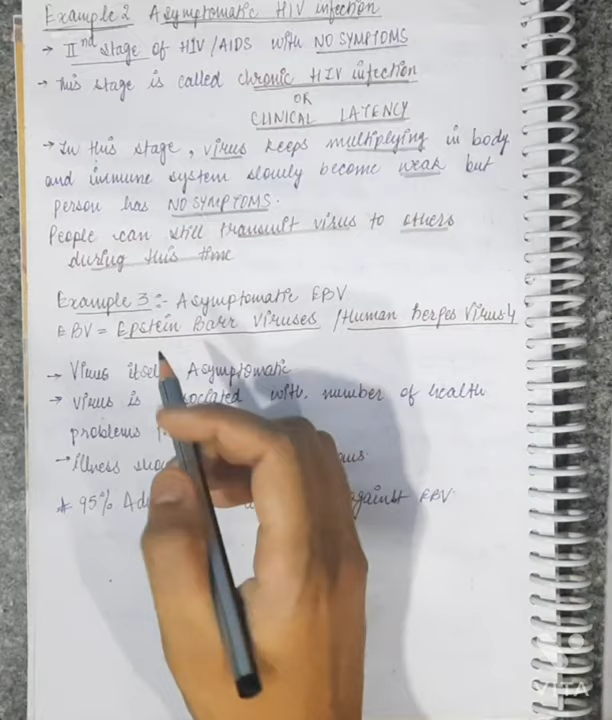 Example 2 Asymptomatic HIV infection
→ IInd stage of HIV/AIDS with NO SYMPTOMS
→ This stage is called chronic HIV infection
OR
CLINICAL LATENCY
→ In this stage, virus keeps multiplying in body
and immune system slowly become weak but
person has NO SYMPTOMS.
People can still transmit virus to others
during this time
Example 3:- Asymptomatic EBV
EBV = Epstein Barr Viruses / Human Herpes Virus 4
→ Virus itself Asymptomatic
→ virus is associated with number of health
problems
→ illness
* 95% against EBV
VITA